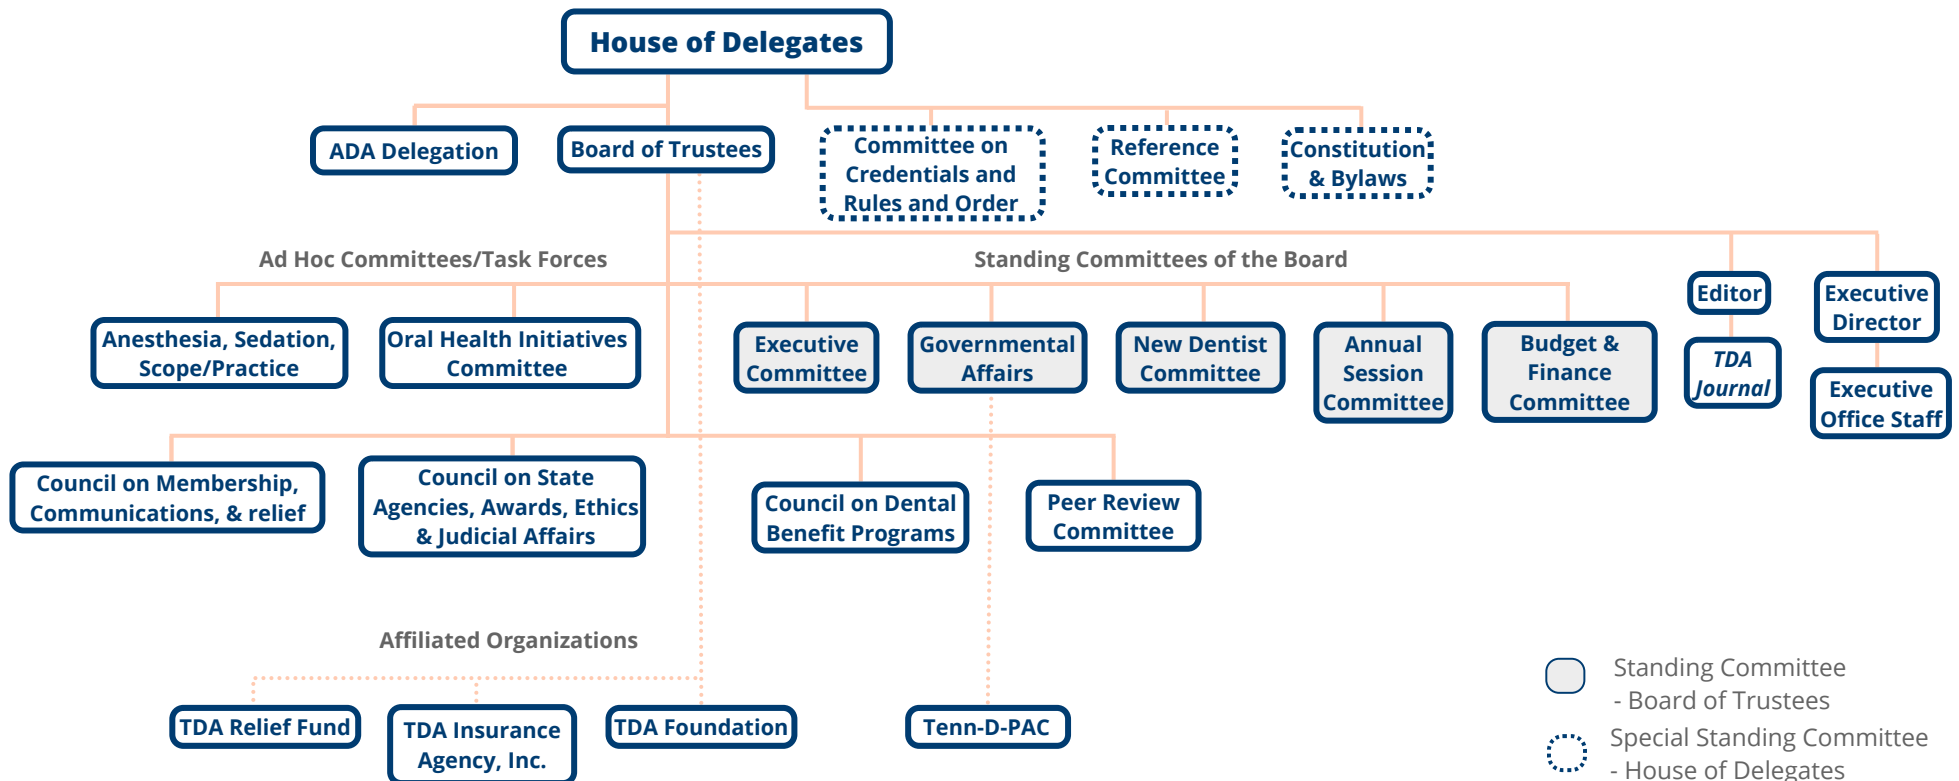 House of Delegates
ADA Delegation
Board of Trustees
Committee on
Credentials and
Rules and Order
Reference
Committee
Constitution
& Bylaws
Ad Hoc Committees/Task Forces
Standing Committees of the Board
Anesthesia, Sedation,
Scope/Practice
Oral Health Initiatives
Committee
Executive
Committee
Governmental
Affairs
New Dentist
Committee
Annual
Session
Committee
Budget &
Finance
Committee
Editor
TDA
Journal
Executive
Director
Executive
Office Staff
Council on Membership,
Communications, & relief
Council on State
Agencies, Awards, Ethics
& Judicial Affairs
Council on Dental
Benefit Programs
Peer Review
Committee
Affiliated Organizations
TDA Relief Fund
TDA Insurance
Agency, Inc.
TDA Foundation
Tenn-D-PAC
Standing Committee
- Board of Trustees
Special Standing Committee
- House of Delegates